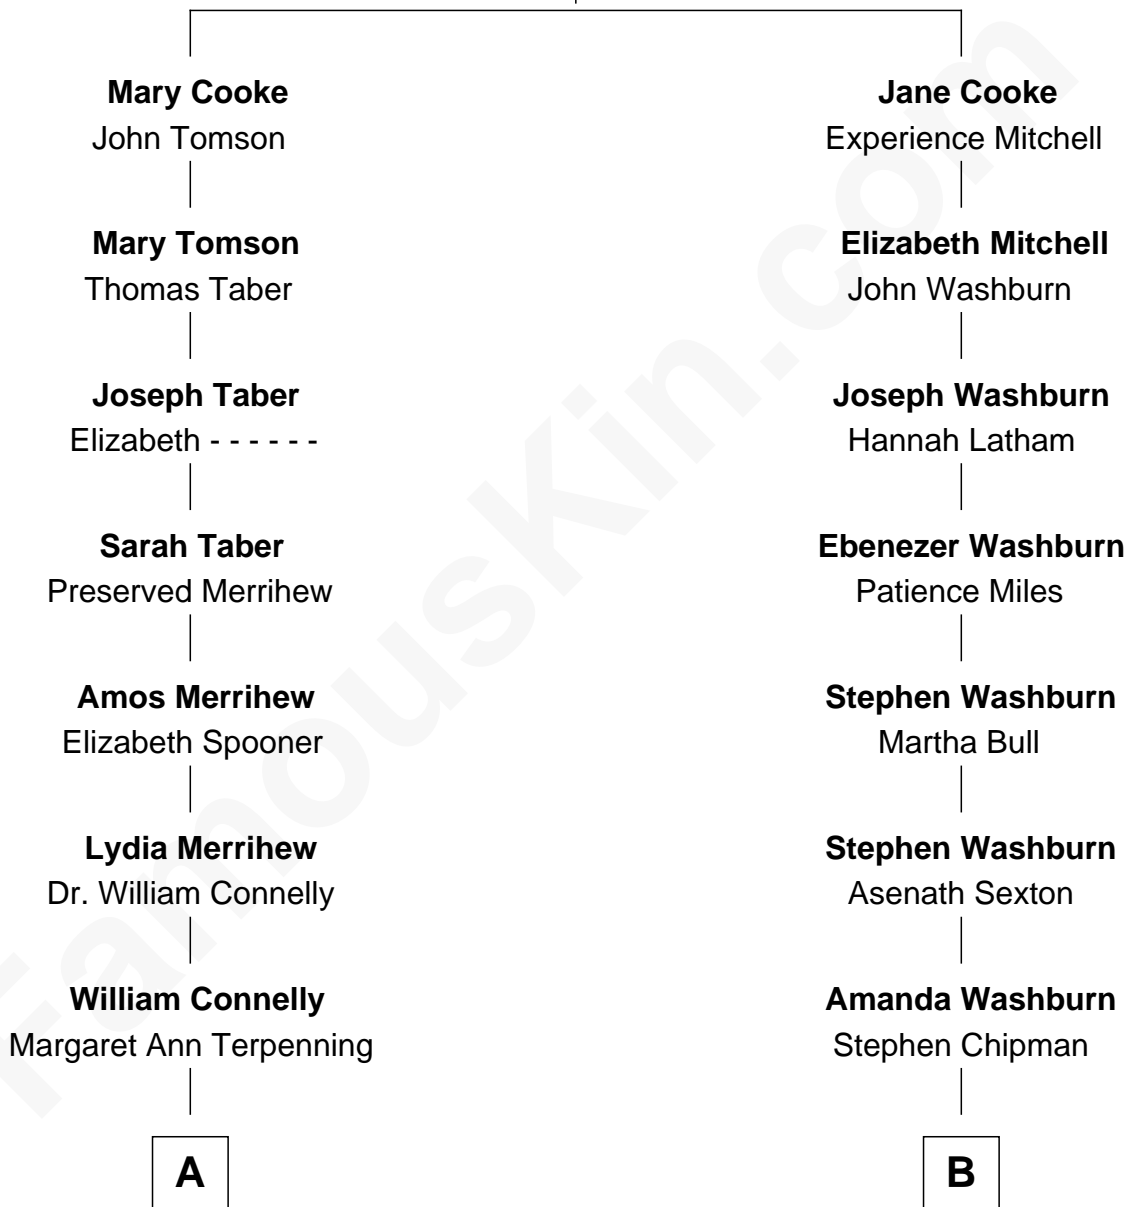 Mary Cooke
John Tomson
Mary Tomson
Thomas Taber
Joseph Taber
Elizabeth - - - - - -
Sarah Taber
Preserved Merrihew
Amos Merrihew
Elizabeth Spooner
Lydia Merrihew
Dr. William Connelly
William Connelly
Margaret Ann Terpenning
A
Jane Cooke
Experience Mitchell
Elizabeth Mitchell
John Washburn
Joseph Washburn
Hannah Latham
Ebenezer Washburn
Patience Miles
Stephen Washburn
Martha Bull
Stephen Washburn
Asenath Sexton
Amanda Washburn
Stephen Chipman
B
FamousKin.com